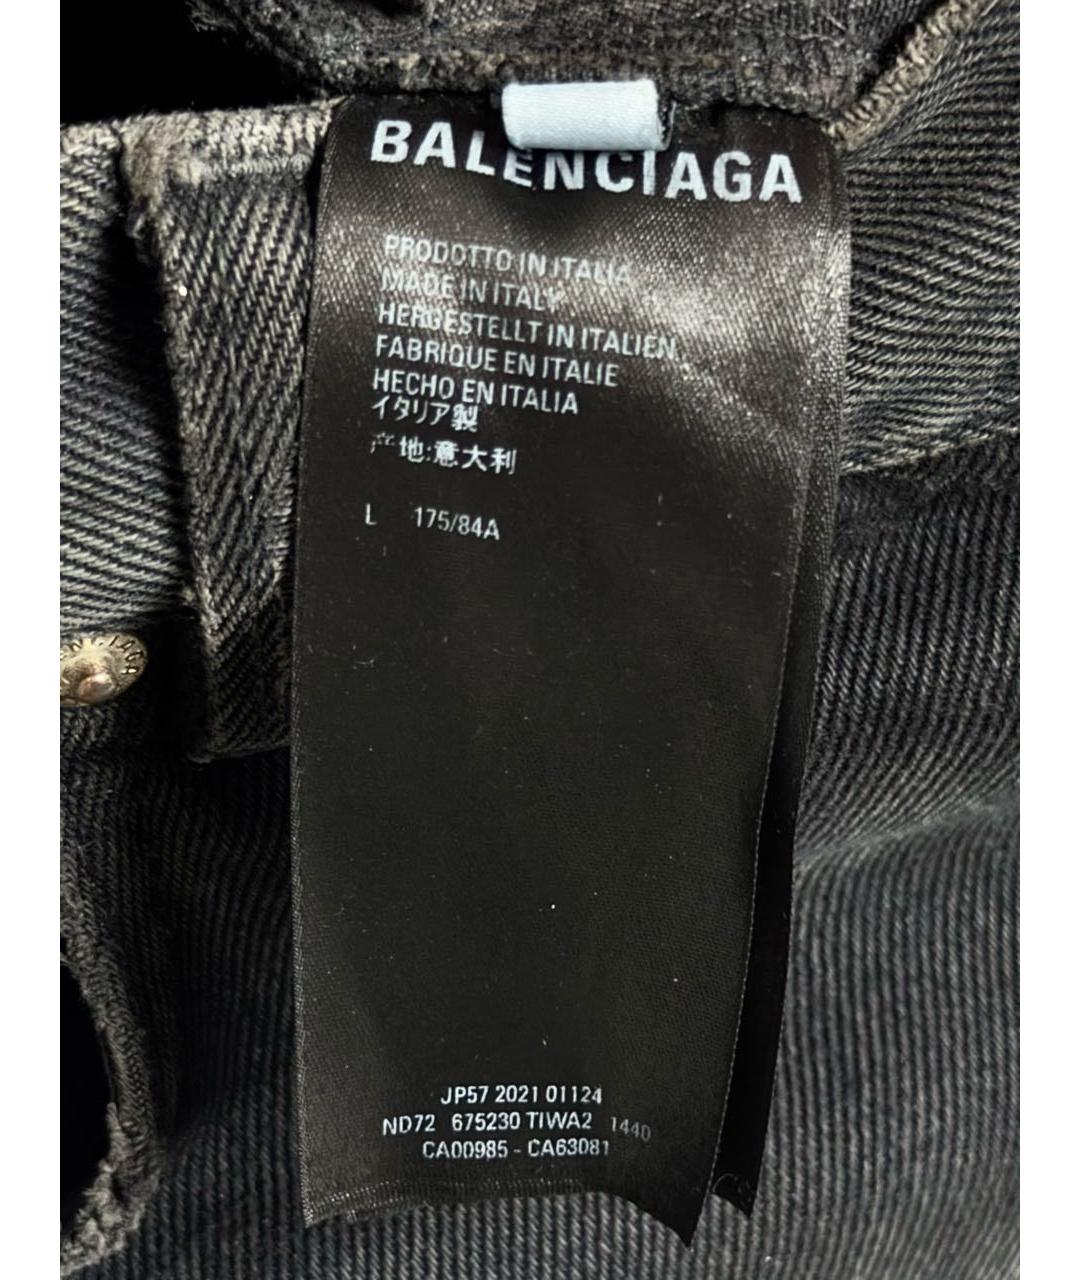 BALENCIAGA
PRODOTTO IN ITALIA
MADE IN ITALY
HERGESTELLT IN ITALIEN
FABRIQUE EN ITALIE
HECHO EN ITALIA
イタリア製
产地:意大利
L 175/84A
JP57 2021 01124
ND72 675230 TIWA2 1440
CA00985 - CA63081